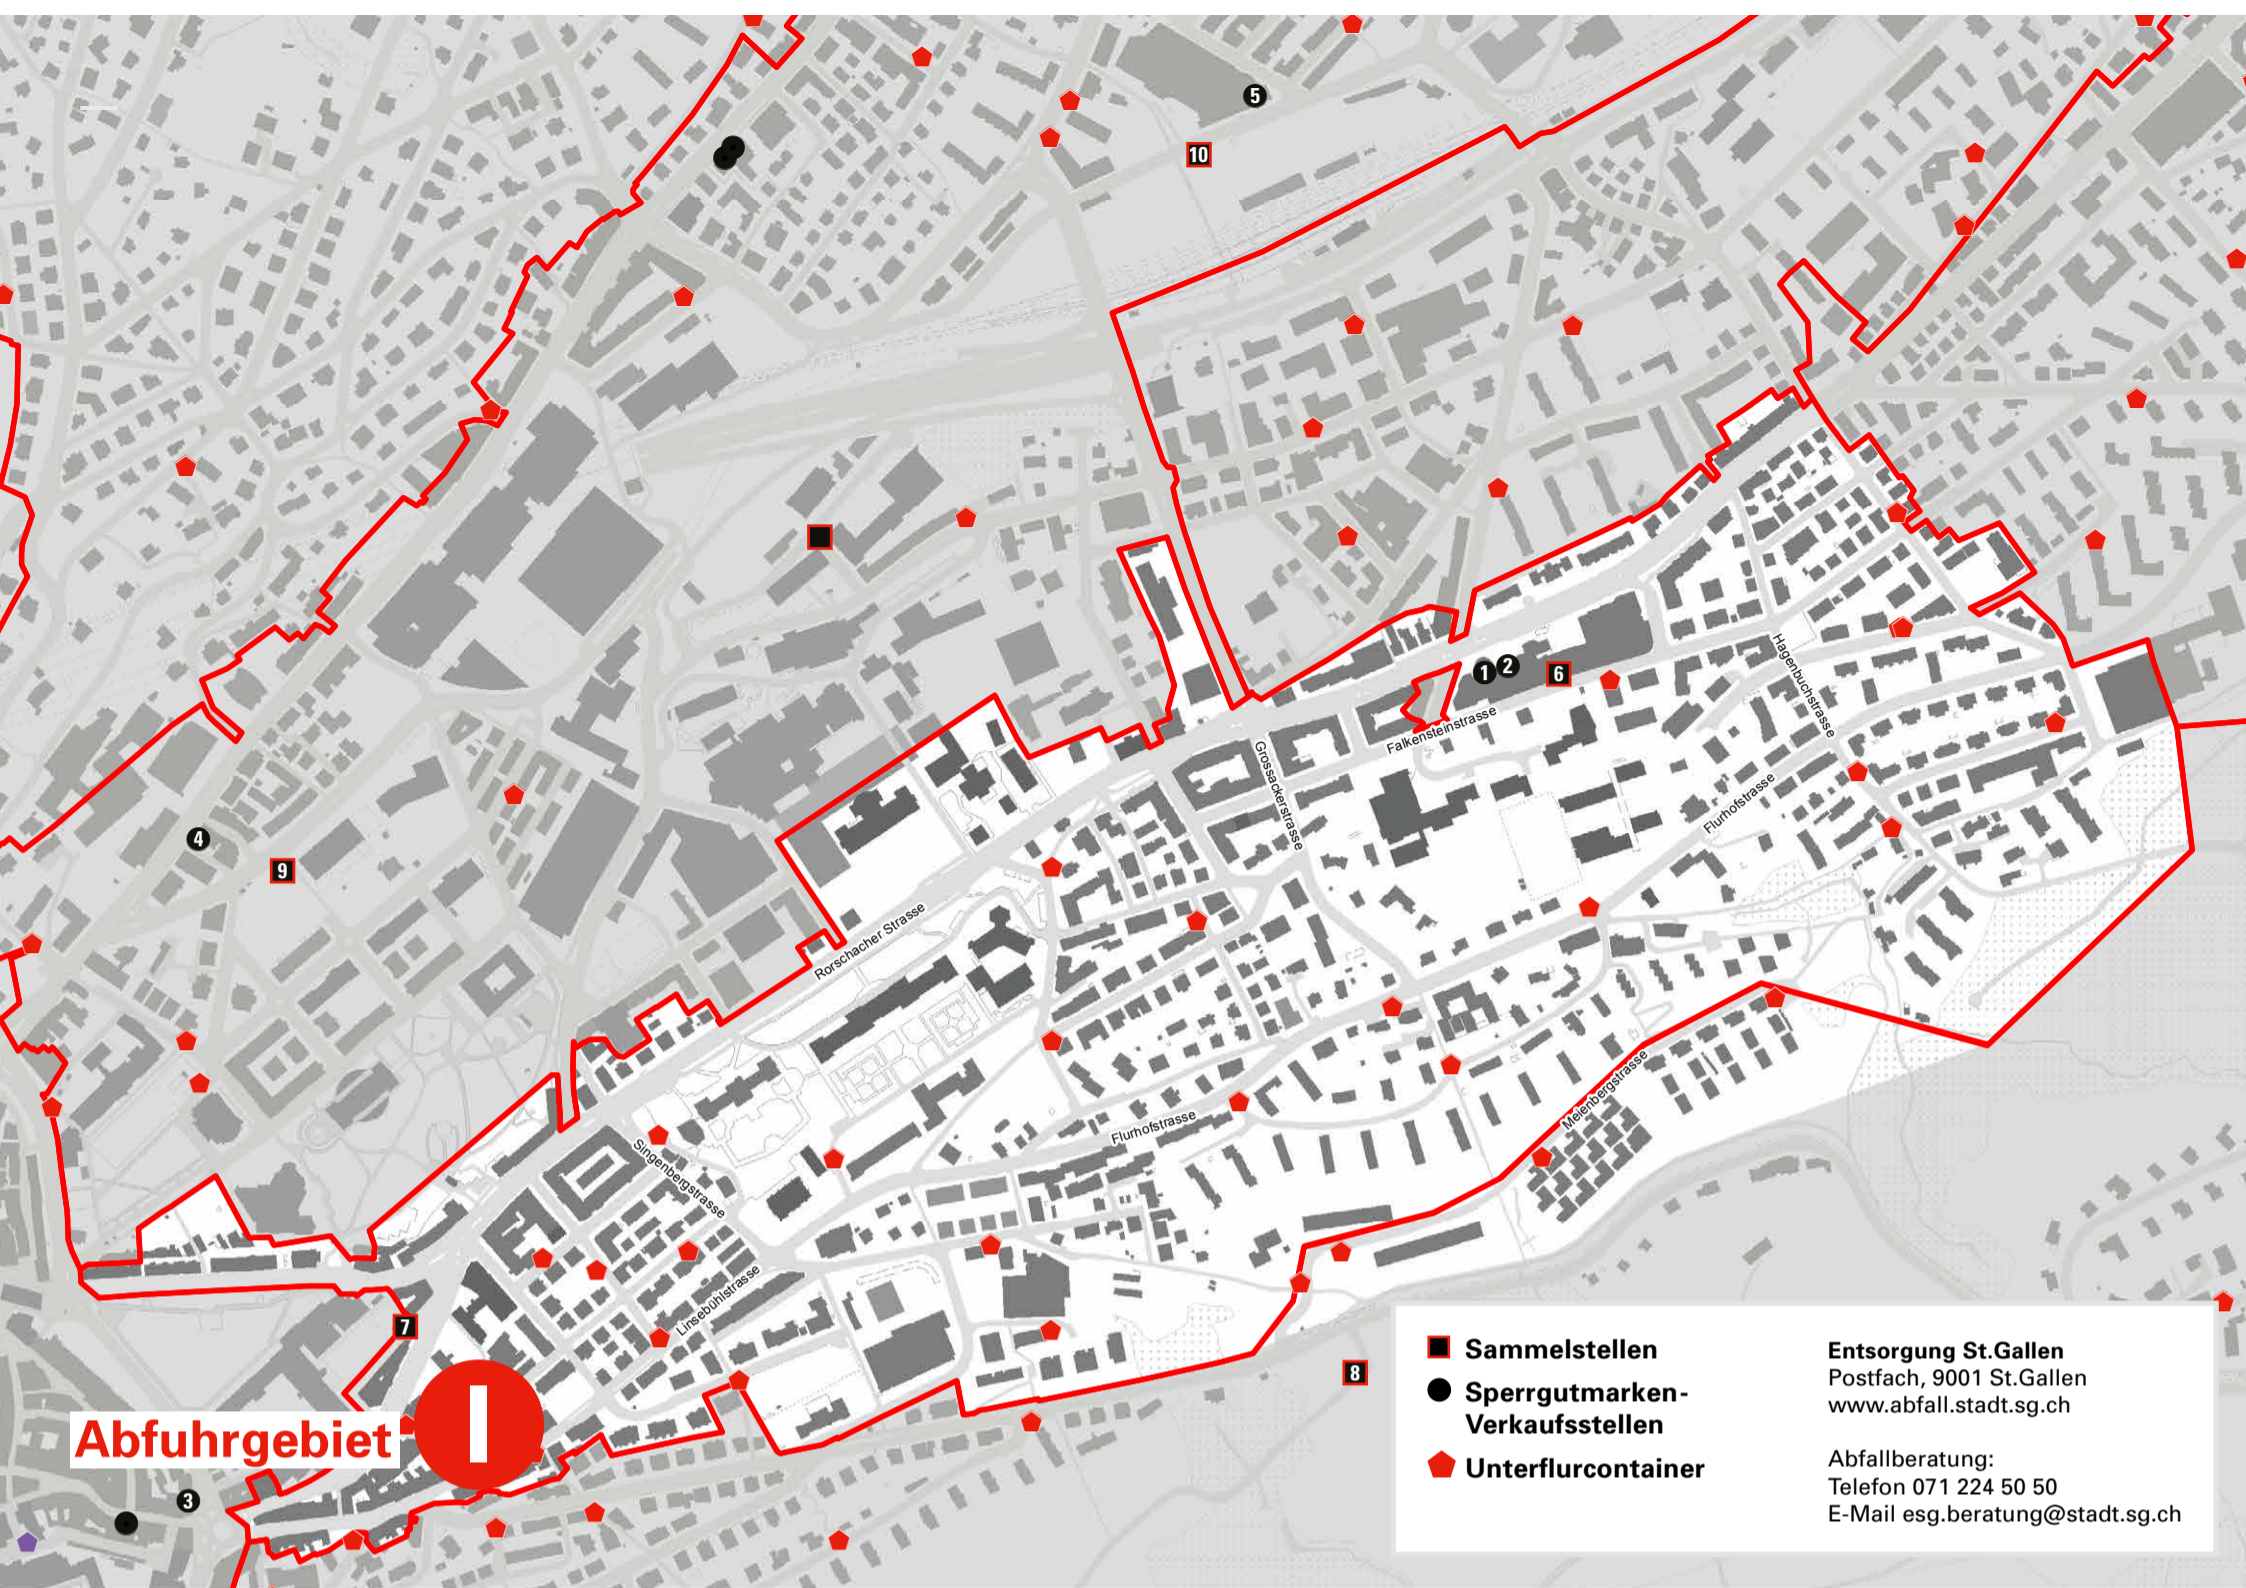 5
10
1
2
6
Hagenbuchstrasse
Falkensteinstrasse
Grossackerstrasse
Flurhofstrasse
4
9
Rorschacher Strasse
Meienbergstrasse
Flurhofstrasse
Singenbergstrasse
Linsebühlstrasse
7
8
Abfuhrgebiet I
3
Sammelstellen
Sperrgutmarken-
Verkaufsstellen
Unterflurcontainer
Entsorgung St.Gallen
Postfach, 9001 St.Gallen
www.abfall.stadt.sg.ch
Abfallberatung:
Telefon 071 224 50 50
E-Mail esg.beratung@stadt.sg.ch